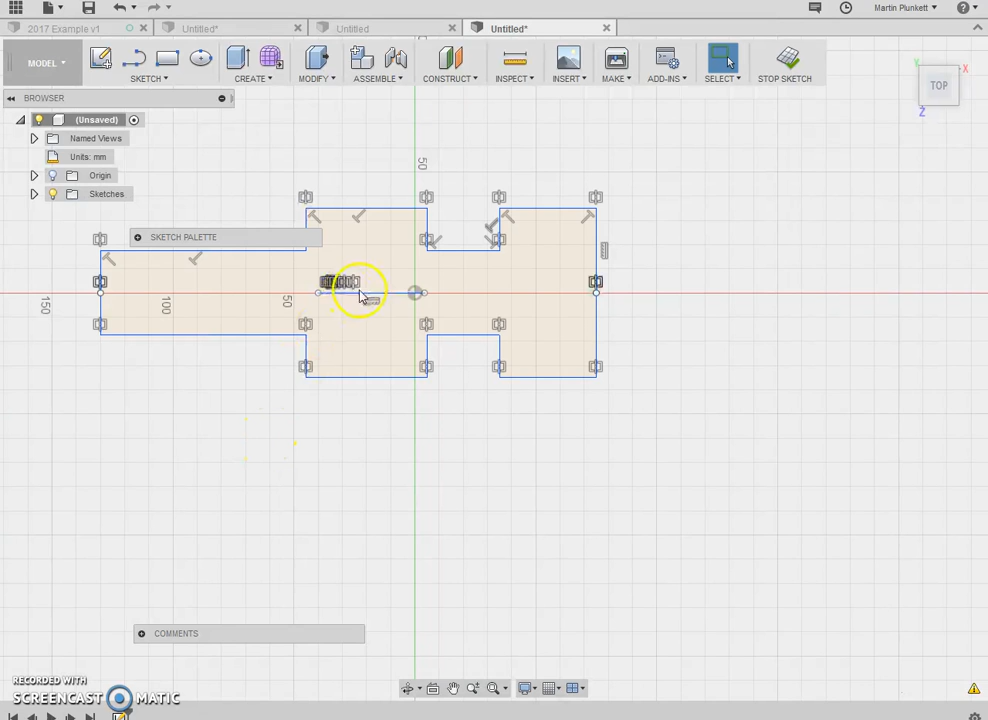 Martin Plunkett
2017 Example v1
Untitled*
Untitled
Untitled*
MODEL
SKETCH
CREATE
MODIFY
ASSEMBLE
CONSTRUCT
INSPECT
INSERT
MAKE
ADD-INS
SELECT
STOP SKETCH
BROWSER
(Unsaved)
Named Views
Units: mm
Origin
Sketches
TOP
X
Y
Z
50
SKETCH PALETTE
150
100
50
COMMENTS
RECORDED WITH
SCREENCAST MATIC